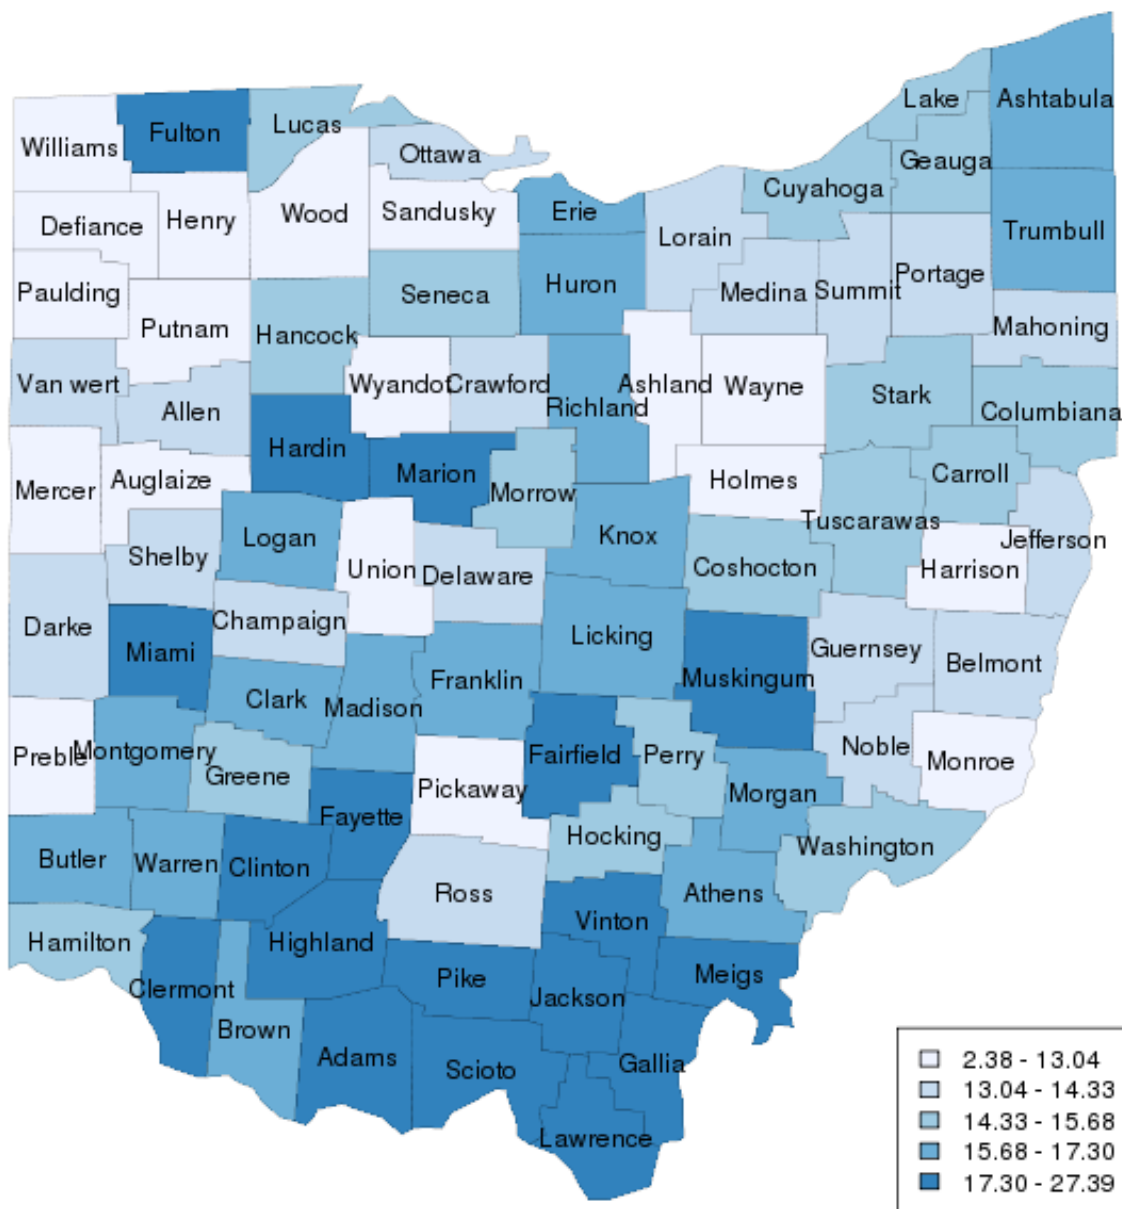 Lake
Ashtabula
Lucas
Fulton
Williams
Ottawa
Geauga
Cuyahoga
Sandusky
Erie
Wood
Henry
Defiance
Trumbull
Lorain
Portage
Huron
Medina
Summit
Seneca
Paulding
Mahoning
Putnam
Hancock
Van wert
Wyandot
Crawford
Ashland
Wayne
Stark
Richland
Allen
Columbiana
Hardin
Marion
Carroll
Auglaize
Holmes
Mercer
Morrow
Tuscarawas
Logan
Knox
Jefferson
Shelby
Union
Delaware
Coshocton
Harrison
Champaign
Darke
Licking
Miami
Guernsey
Belmont
Franklin
Muskingum
Clark
Madison
Noble
Montgomery
Preble
Fairfield
Perry
Monroe
Greene
Pickaway
Morgan
Fayette
Hocking
Washington
Butler
Warren
Clinton
Ross
Athens
Vinton
Hamilton
Highland
Pike
Meigs
Clermont
Jackson
Brown
Adams
Scioto
Gallia
Lawrence
2.38 - 13.04
13.04 - 14.33
14.33 - 15.68
15.68 - 17.30
17.30 - 27.39